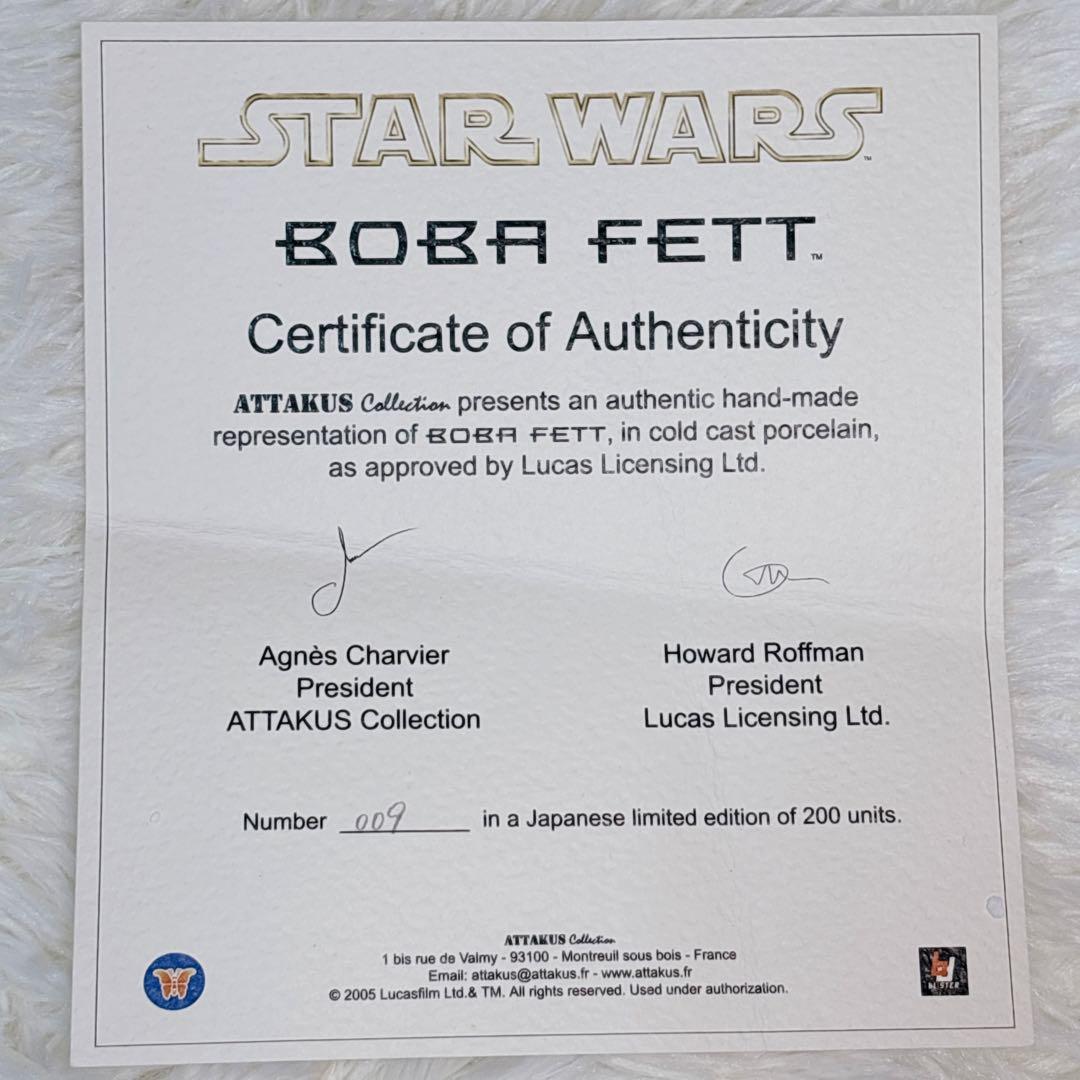 STAR WARS™
BOBA FETT™
Certificate of Authenticity
ATTAKUS Collection presents an authentic hand-made
representation of BOBA FETT, in cold cast porcelain,
as approved by Lucas Licensing Ltd.
Agnès Charvier
President
ATTAKUS Collection
Howard Roffman
President
Lucas Licensing Ltd.
Number 009 in a Japanese limited edition of 200 units.
ATTAKUS Collection
1 bis rue de Valmy - 93100 - Montreuil sous bois - France
Email: attakus@attakus.fr - www.attakus.fr
© 2005 Lucasfilm Ltd.& TM. All rights reserved. Used under authorization.